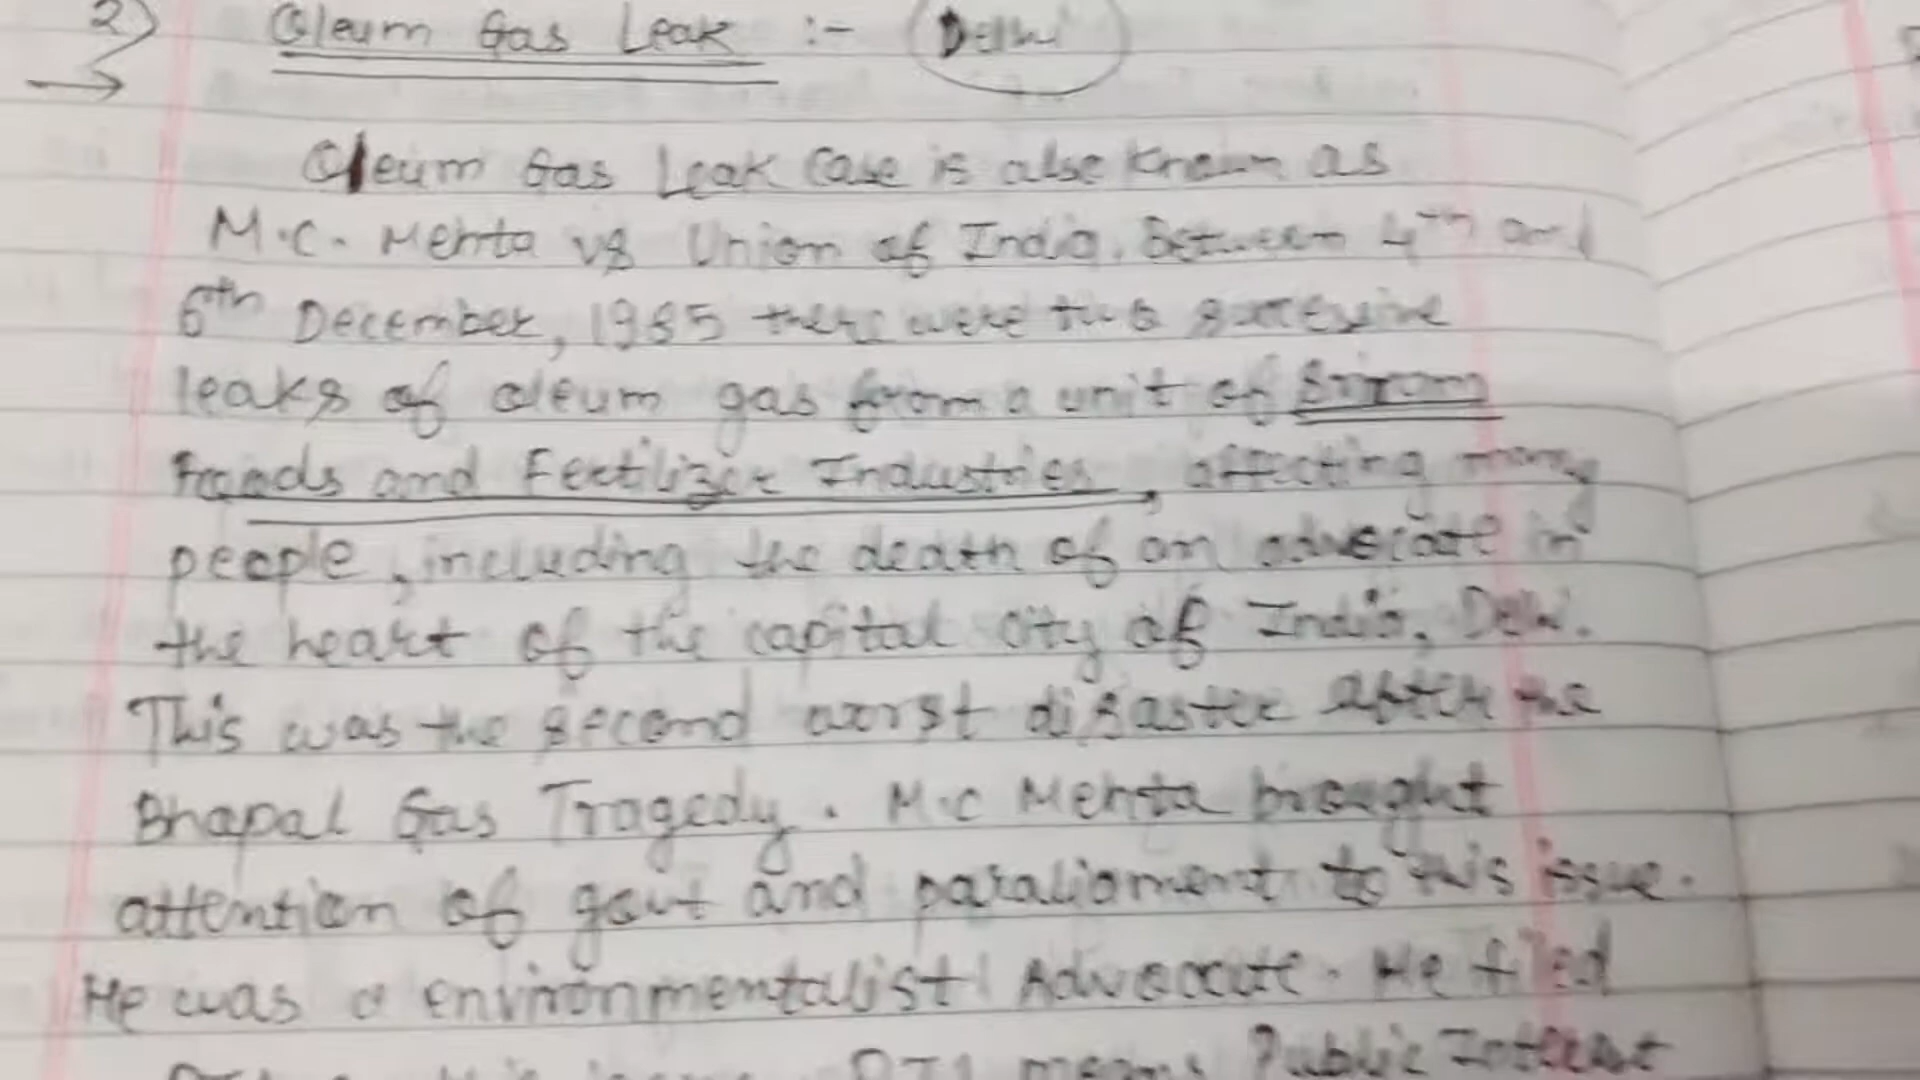 2) Oleum Gas Leak :- Delhi
Oleum Gas Leak Case is also known as
M.C. Mehta vs Union of India. Between 4th and
6th December, 1985 there were two successive
leaks of oleum gas from a unit of Sriram
Foods and Fertilizer Industries, affecting many
people, including the death of an advocate in
the heart of the capital city of India, Delhi.
This was the second worst disaster after the
Bhopal Gas Tragedy. M.C Mehta brought
attention of govt and paraliament to this issue.
He was a environmentalist Advocate. He filed
means Public Interest